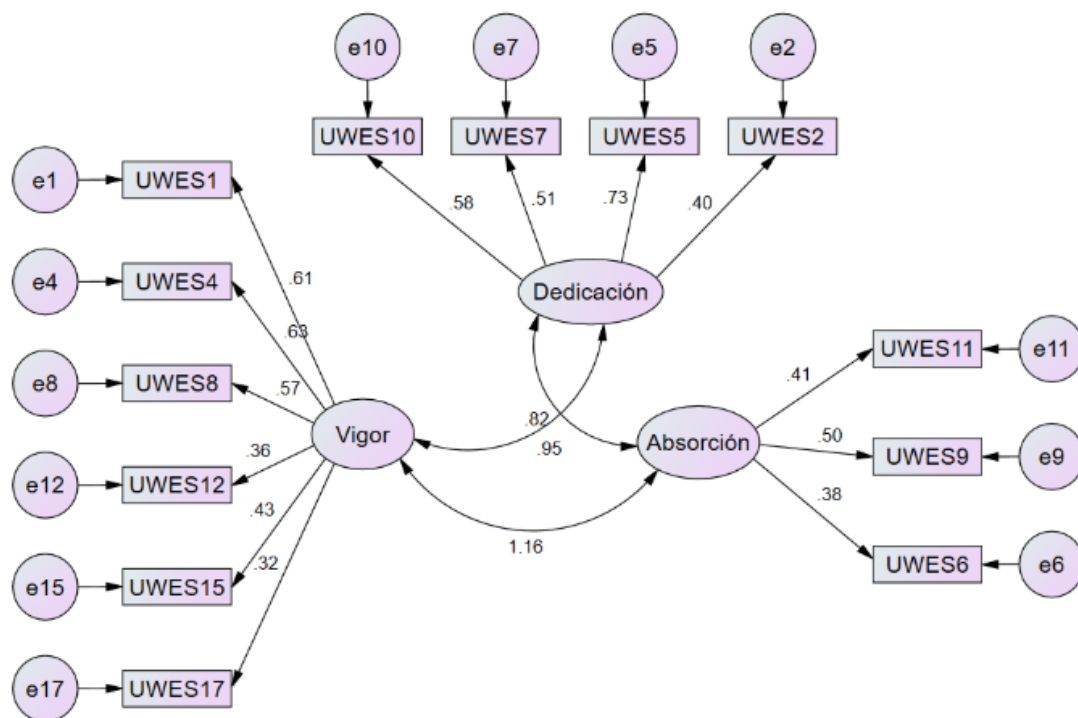 e10
e7
e5
e2
UWES10
UWES7
UWES5
UWES2
.58
.51
.73
.40
Dedicación
e1
UWES1
e4
UWES4
e8
UWES8
e12
UWES12
e15
UWES15
e17
UWES17
.61
.63
.57
.36
.43
.32
Vigor
.82
.95
1.16
Absorción
.41
.50
.38
UWES11
e11
UWES9
e9
UWES6
e6